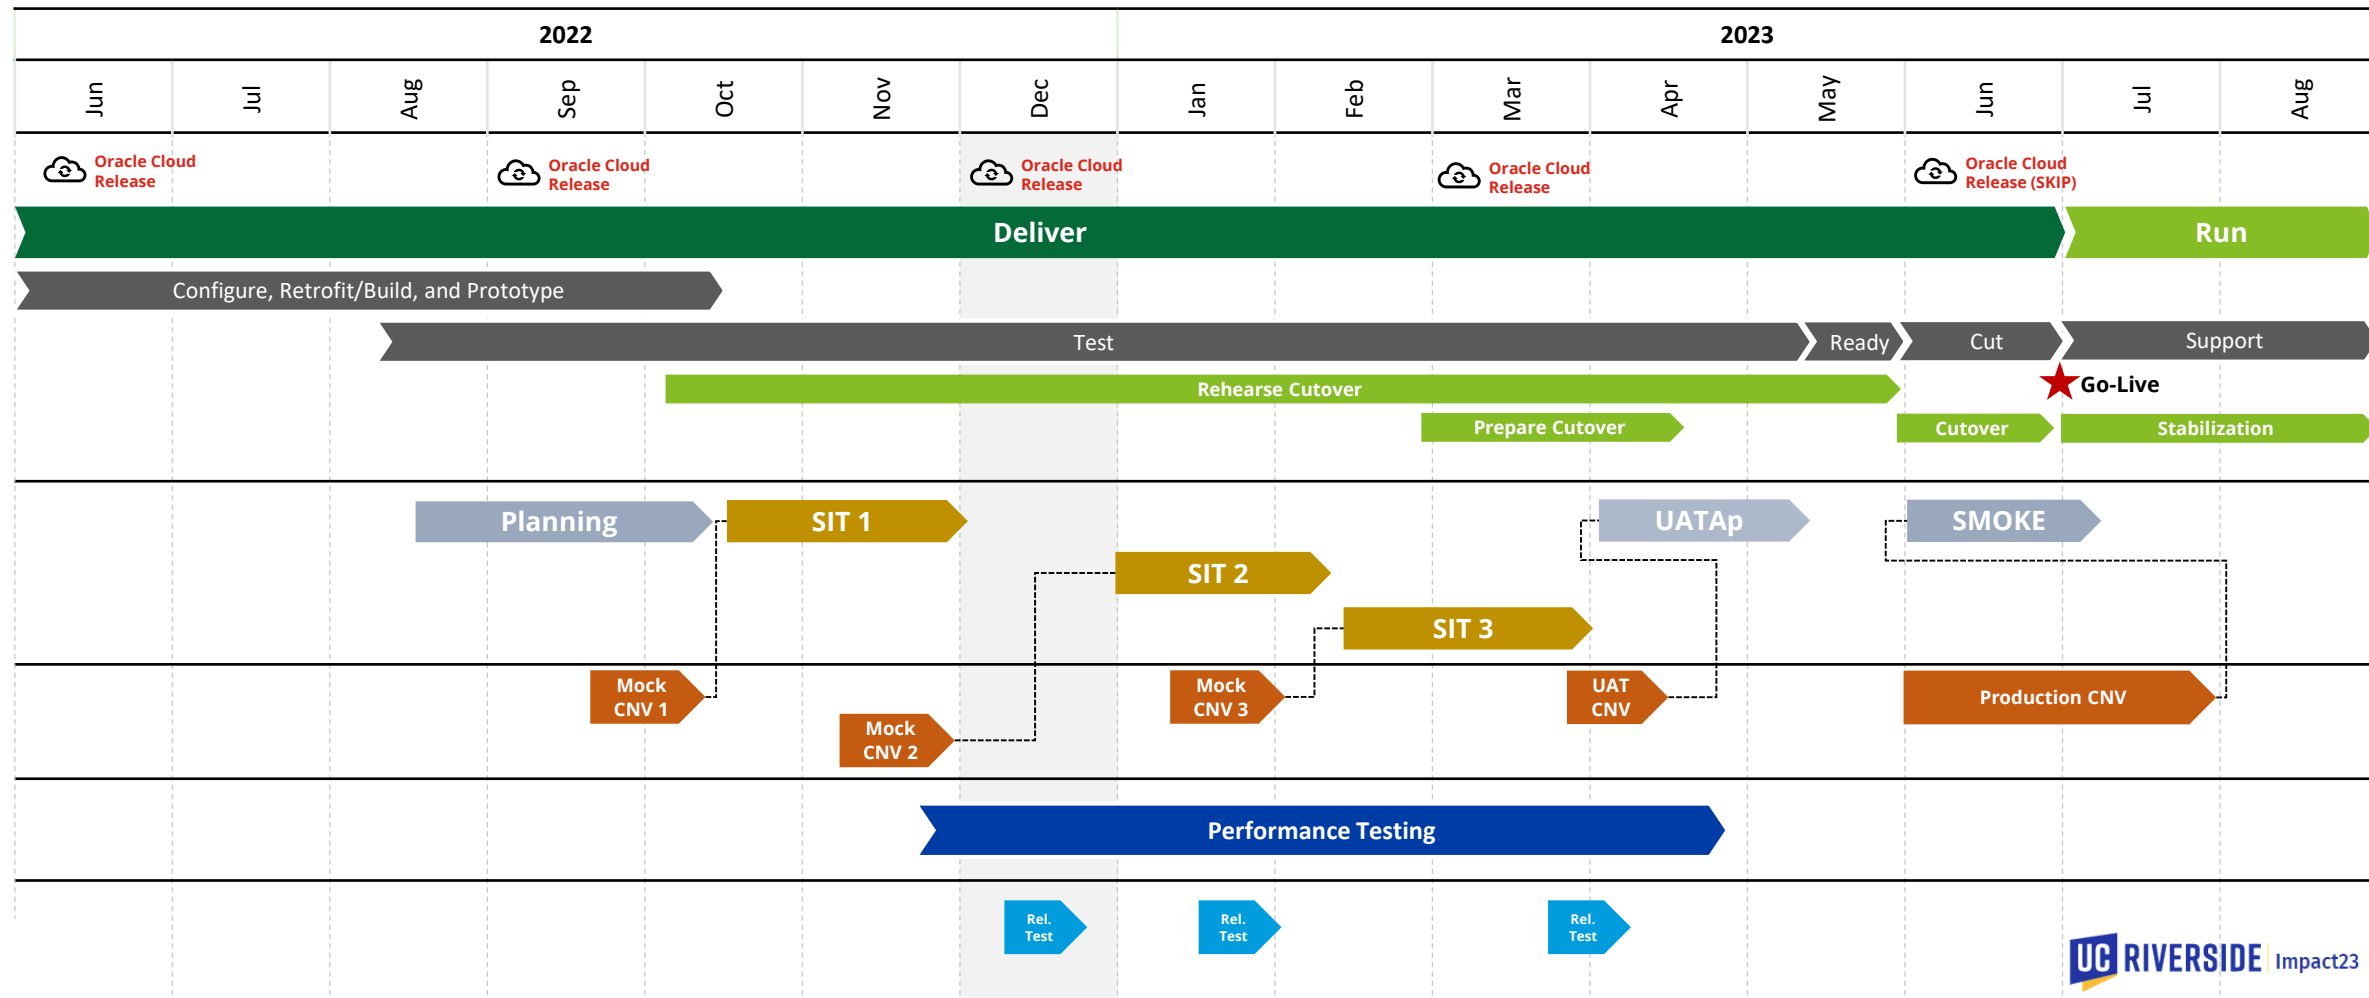 2022
2023
Jun
Jul
Aug
Sep
Oct
Nov
Dec
Jan
Feb
Mar
Apr
May
Jun
Jul
Aug
Oracle Cloud
Release
Oracle Cloud
Release
Oracle Cloud
Release
Oracle Cloud
Release
Oracle Cloud
Release (SKIP)
Deliver
Run
Configure, Retrofit/Build, and Prototype
Test
Ready
Cut
Support
Rehearse Cutover
Go-Live
Prepare Cutover
Cutover
Stabilization
Planning
SIT 1
UATAp
SMOKE
SIT 2
SIT 3
Mock
CNV 1
Mock
CNV 3
UAT
CNV
Production CNV
Mock
CNV 2
Performance Testing
Rel.
Test
Rel.
Test
Rel.
Test
UC RIVERSIDE Impact23